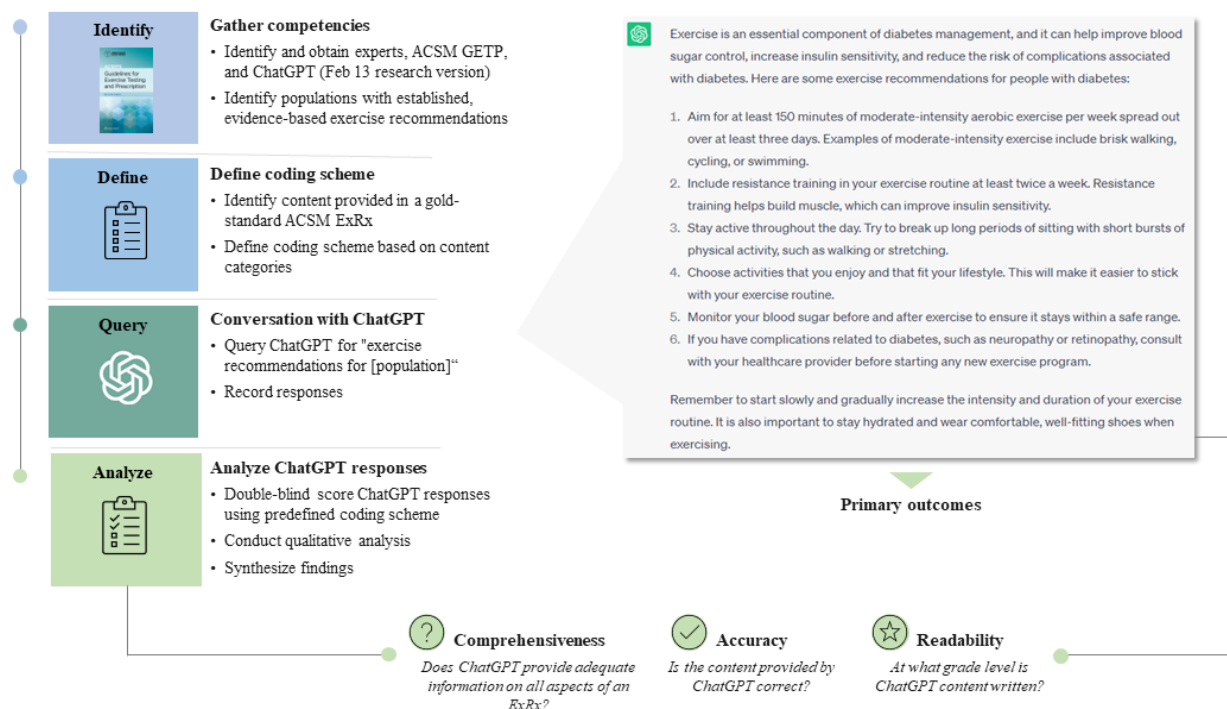 Identify
Guidelines for
Exercise Testing
and Prescription
Gather competencies
• Identify and obtain experts, ACSM GETP,
and ChatGPT (Feb 13 research version)
• Identify populations with established,
evidence-based exercise recommendations
Define
Define coding scheme
• Identify content provided in a gold-
standard ACSM ExRx
• Define coding scheme based on content
categories
Query
Conversation with ChatGPT
• Query ChatGPT for "exercise
recommendations for [population]“
• Record responses
Analyze
Analyze ChatGPT responses
• Double-blind score ChatGPT responses
using predefined coding scheme
• Conduct qualitative analysis
• Synthesize findings
Exercise is an essential component of diabetes management, and it can help improve blood
sugar control, increase insulin sensitivity, and reduce the risk of complications associated
with diabetes. Here are some exercise recommendations for people with diabetes:
1. Aim for at least 150 minutes of moderate-intensity aerobic exercise per week spread out
over at least three days. Examples of moderate-intensity exercise include brisk walking,
cycling, or swimming.
2. Include resistance training in your exercise routine at least twice a week. Resistance
training helps build muscle, which can improve insulin sensitivity.
3. Stay active throughout the day. Try to break up long periods of sitting with short bursts of
physical activity, such as walking or stretching.
4. Choose activities that you enjoy and that fit your lifestyle. This will make it easier to stick
with your exercise routine.
5. Monitor your blood sugar before and after exercise to ensure it stays within a safe range.
6. If you have complications related to diabetes, such as neuropathy or retinopathy, consult
with your healthcare provider before starting any new exercise program.
Remember to start slowly and gradually increase the intensity and duration of your exercise
routine. It is also important to stay hydrated and wear comfortable, well-fitting shoes when
exercising.
Primary outcomes
? Comprehensiveness
Does ChatGPT provide adequate
information on all aspects of an
ExRx?
Accuracy
Is the content provided by
ChatGPT correct?
Readability
At what grade level is
ChatGPT content written?